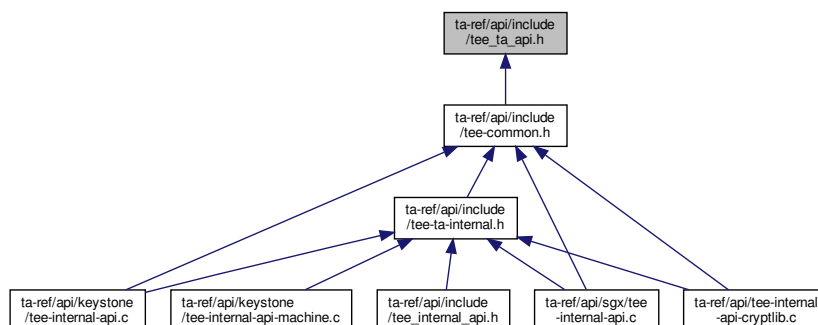 ta-ref/api/include
/tee_ta_api.h
ta-ref/api/include
/tee-common.h
ta-ref/api/include
/tee-ta-internal.h
ta-ref/api/keystone
/tee-internal-api.c
ta-ref/api/keystone
/tee-internal-api-machine.c
ta-ref/api/include
/tee_internal_api.h
ta-ref/api/sgx/tee
-internal-api.c
ta-ref/api/tee-internal
-api-cryptlib.c